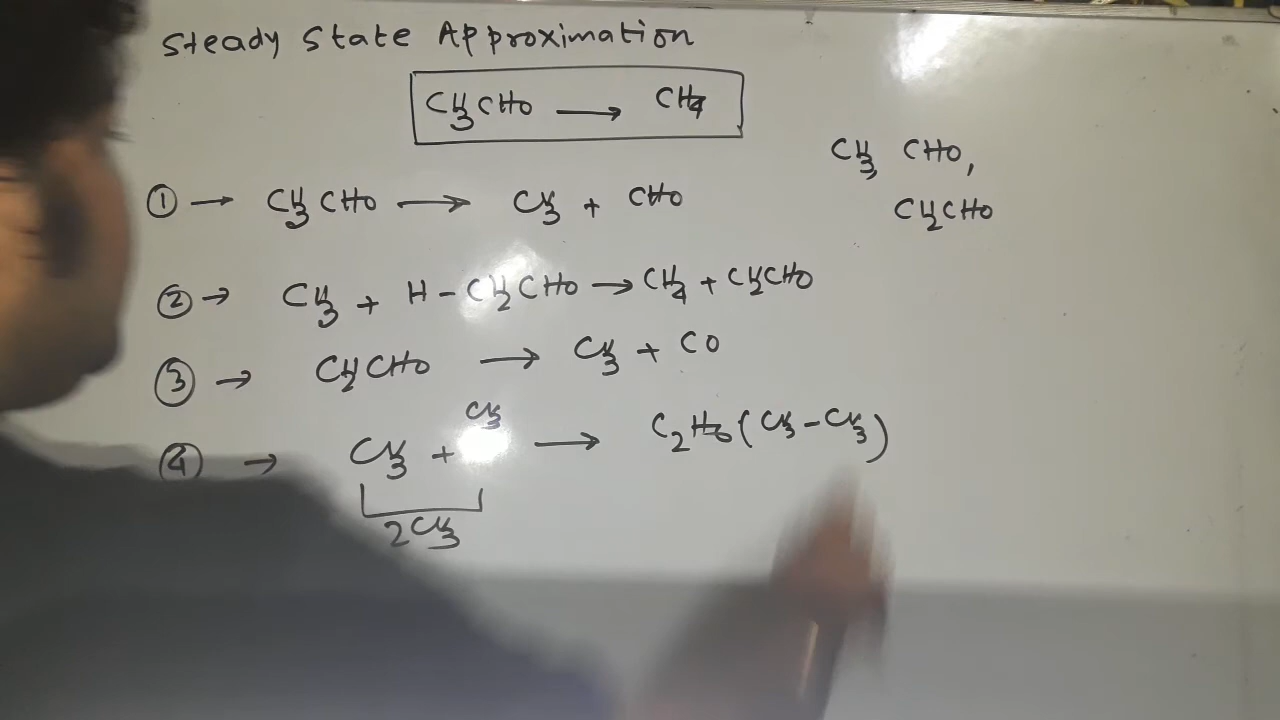 Steady State Approximation
CH3CHO → CH4
CH3, CHO,
CH2CHO
① → CH3CHO → CH3 + CHO
② → CH3 + H - CH2CHO → CH4 + CH2CHO
③ → CH2CHO → CH3 + CO
④ → CH3 + CH3 → C2H6 (CH3 - CH3)
2CH3